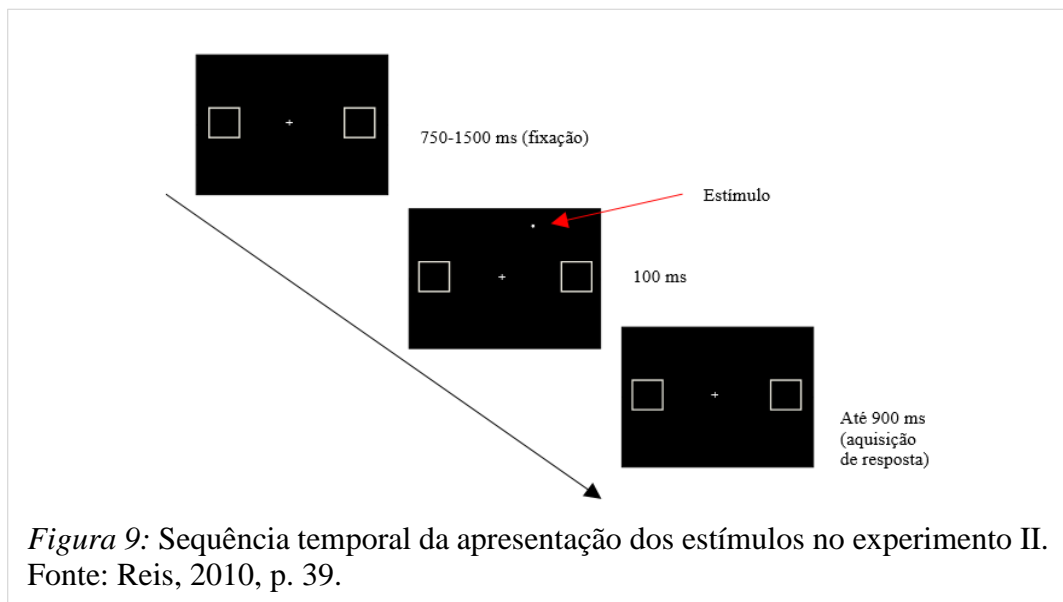 750-1500 ms (fixação)
Estímulo
100 ms
Até 900 ms
(aquisição
de resposta)
Figura 9: Sequência temporal da apresentação dos estímulos no experimento II.
Fonte: Reis, 2010, p. 39.